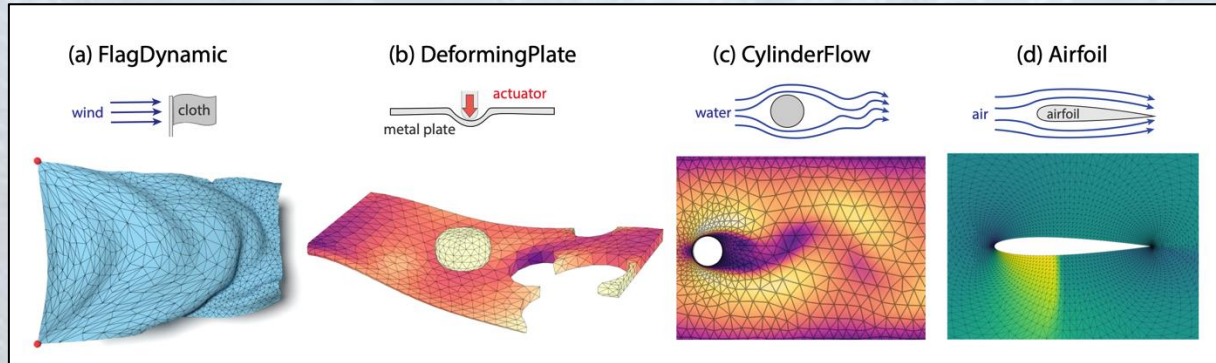 (a) FlagDynamic
wind
cloth
(b) DeformingPlate
actuator
metal plate
(c) CylinderFlow
water
(d) Airfoil
air
airfoil